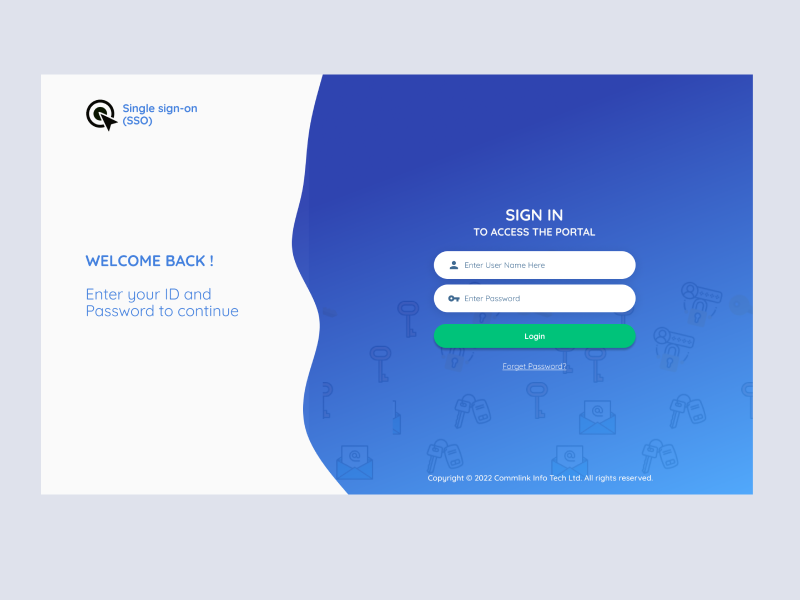 Single sign-on
(SSO)
WELCOME BACK !
Enter your ID and
Password to continue
SIGN IN
TO ACCESS THE PORTAL
Enter User Name Here
Enter Password
Login
Forget Password?
Copyright © 2022 Commlink Info Tech Ltd. All rights reserved.